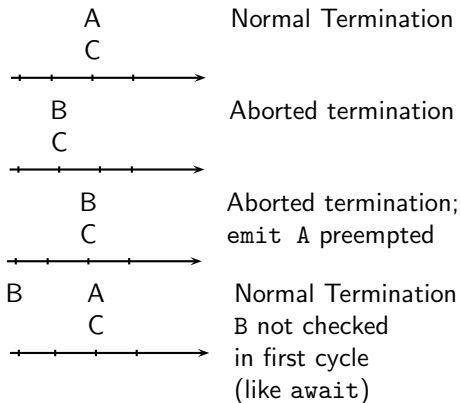 A Normal Termination
C
B Aborted termination
C
B Aborted termination;
C emit A preempted
B A Normal Termination
C B not checked
in first cycle
(like await)